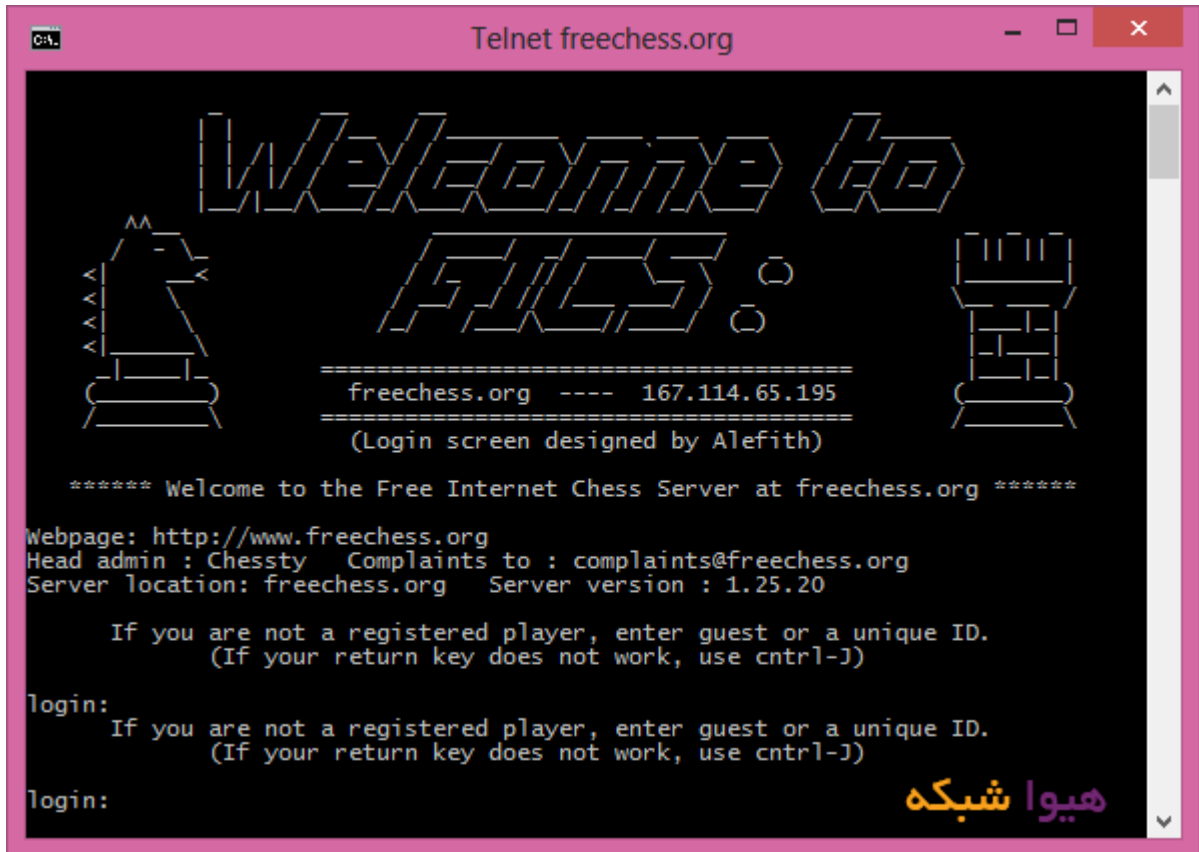 Telnet freechess.org
Welcome to
FICS :
====================================
freechess.org ---- 167.114.65.195
====================================
(Login screen designed by Alefith)
****** Welcome to the Free Internet Chess Server at freechess.org ******
Webpage: http://www.freechess.org
Head admin : Chessty Complaints to : complaints@freechess.org
Server location: freechess.org Server version : 1.25.20
If you are not a registered player, enter guest or a unique ID.
(If your return key does not work, use cntrl-J)
login:
If you are not a registered player, enter guest or a unique ID.
(If your return key does not work, use cntrl-J)
login:
هیوا شبکه